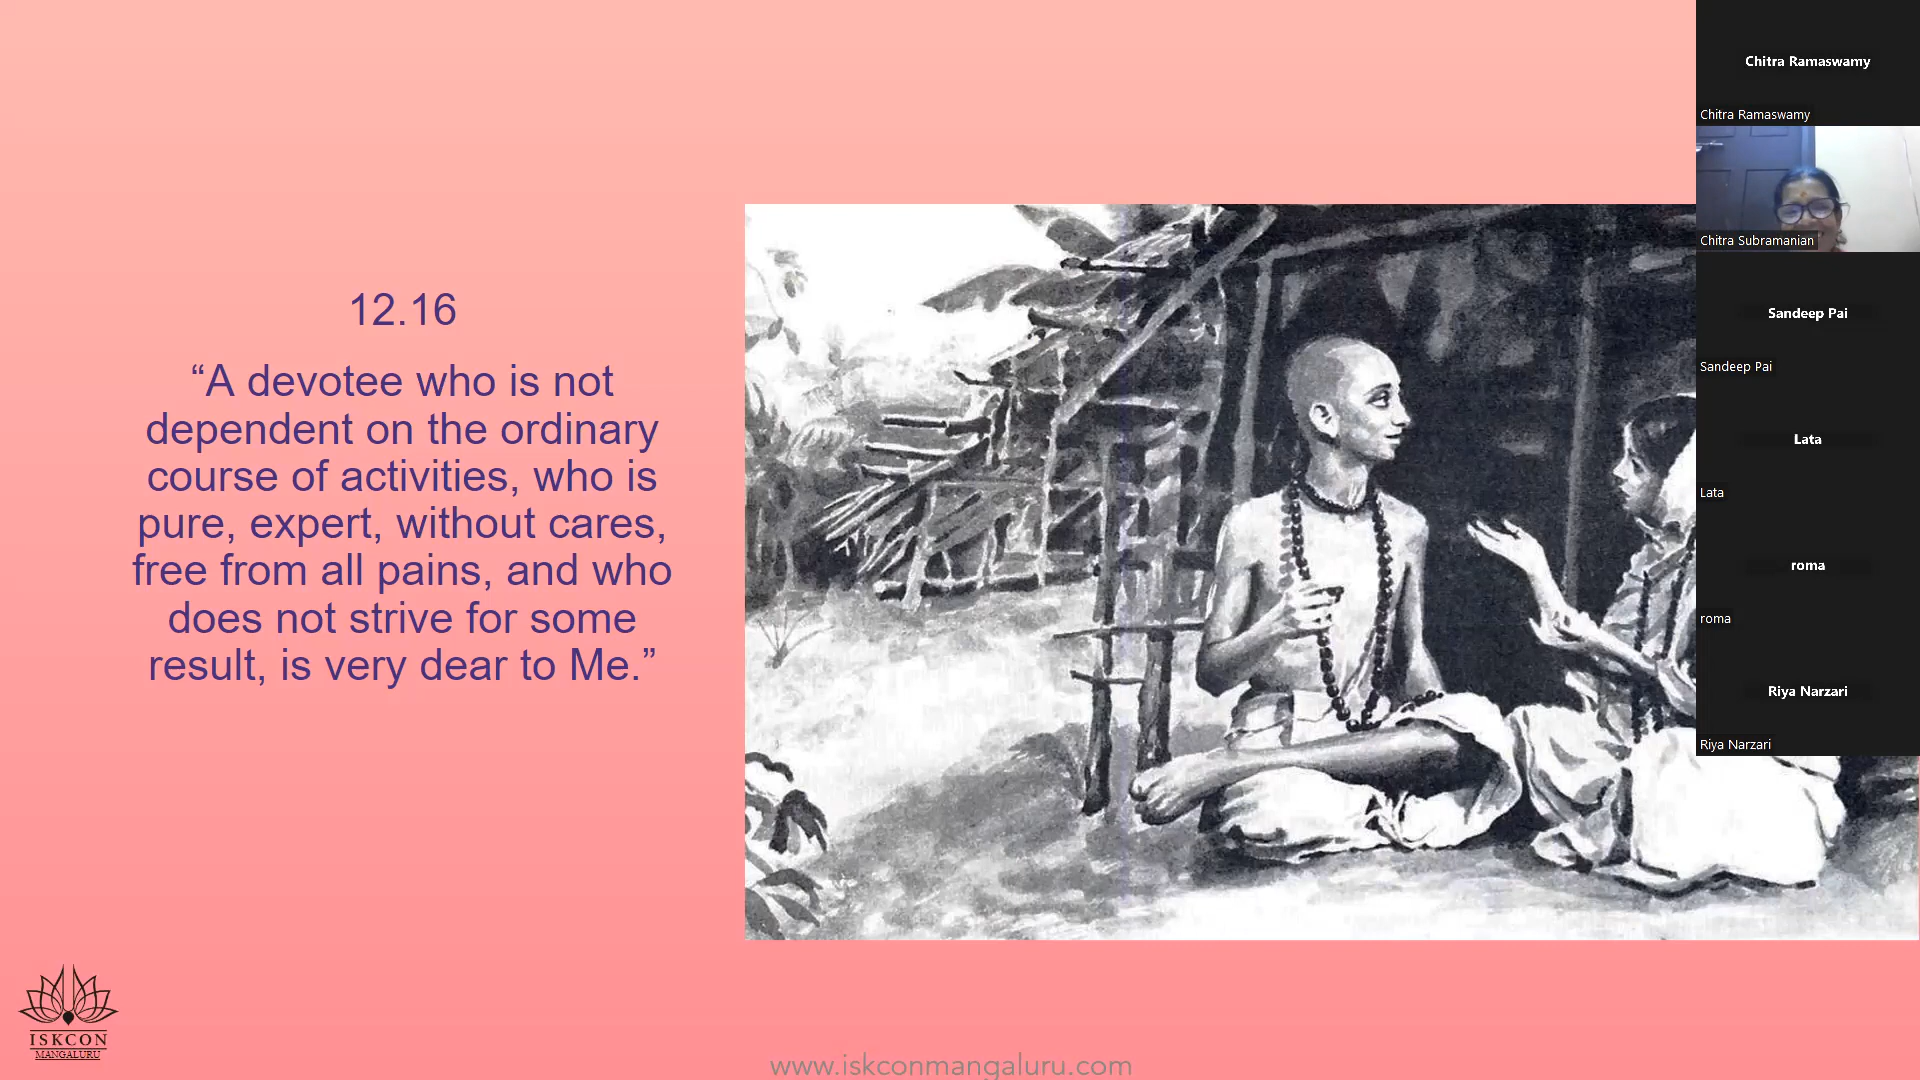 12.16
“A devotee who is not
dependent on the ordinary
course of activities, who is
pure, expert, without cares,
free from all pains, and who
does not strive for some
result, is very dear to Me.”
ISKCON
MANGALURU
www.iskconmangaluru.com
Chitra Ramaswamy
Chitra Ramaswamy
Chitra Subramanian
Sandeep Pai
Sandeep Pai
Lata
Lata
roma
roma
Riya Narzari
Riya Narzari